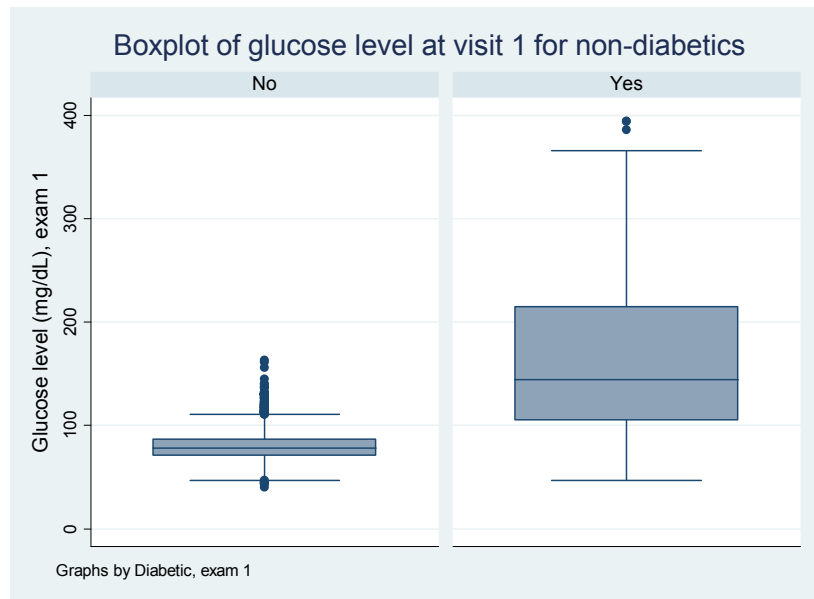 Boxplot of glucose level at visit 1 for non-diabetics
No Yes
Glucose level (mg/dL), exam 1
400
300
200
100
0
Graphs by Diabetic, exam 1